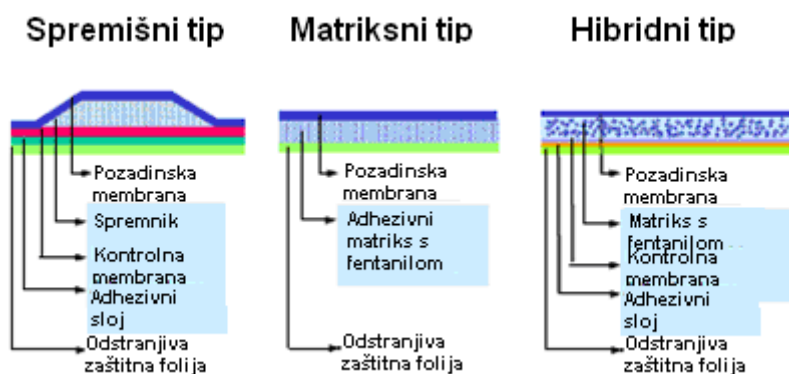 Spremišni tip
Pozadinska
membrana
Spremnik
Kontrolna
membrana
Adhezivni
sloj
Odstranjiva
zaštitna folija
Matriksni tip
Pozadinska
membrana
Adhezivni
matriks s
fentanilom
Odstranjiva
zaštitna folija
Hibridni tip
Pozadinska
membrana
Matriks s
fentanilom
Kontrolna
membrana
Adhezivni
sloj
Odstranjiva
zaštitna folija